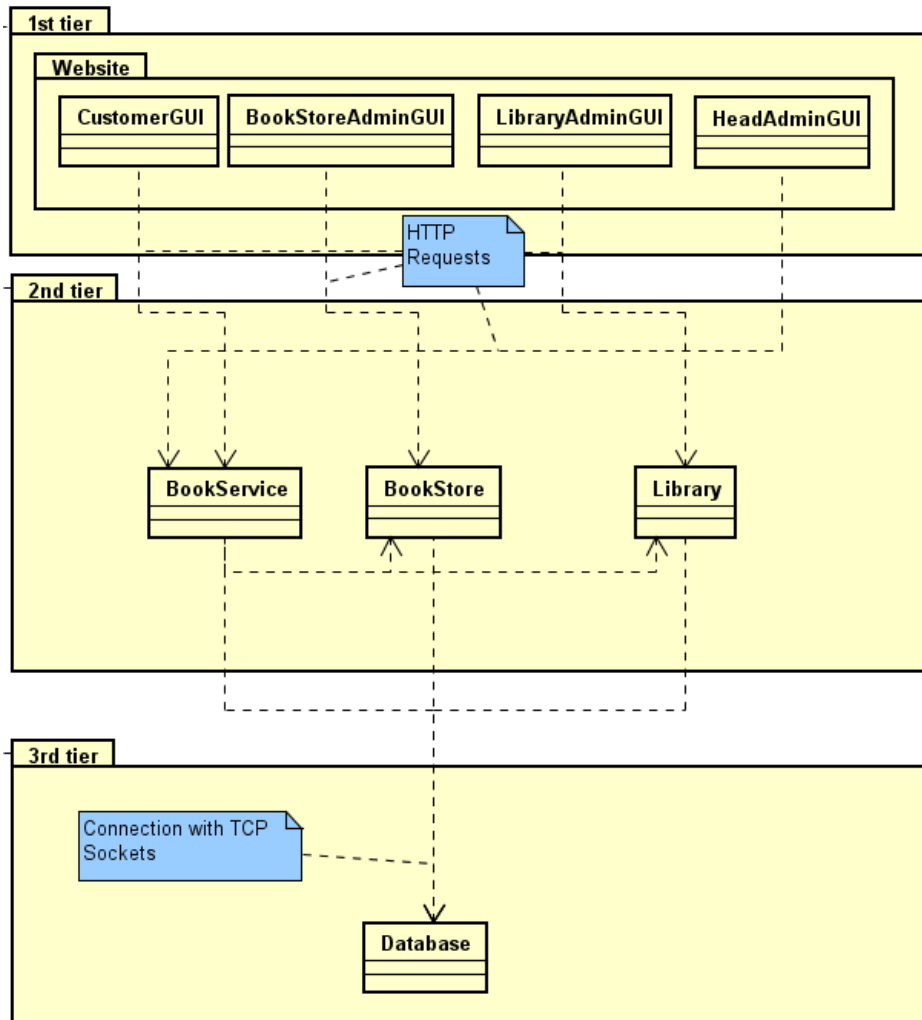 1st tier
Website
CustomerGUI
BookStoreAdminGUI
LibraryAdminGUI
HeadAdminGUI
HTTP
Requests
2nd tier
BookService
BookStore
Library
3rd tier
Connection with TCP
Sockets
Database